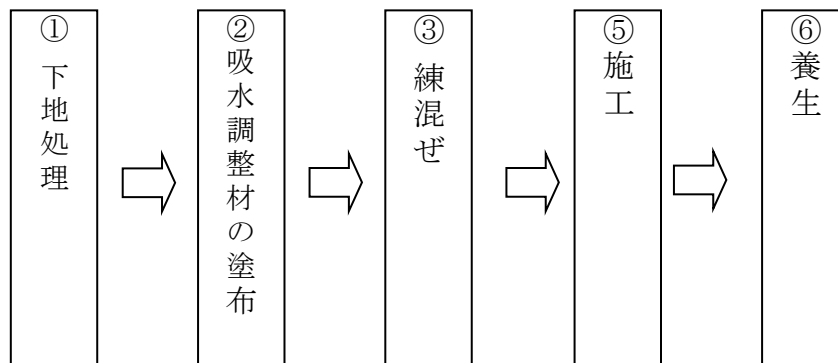 ①下地処理
②吸水調整材の塗布
③練混ぜ
⑤施工
⑥養生